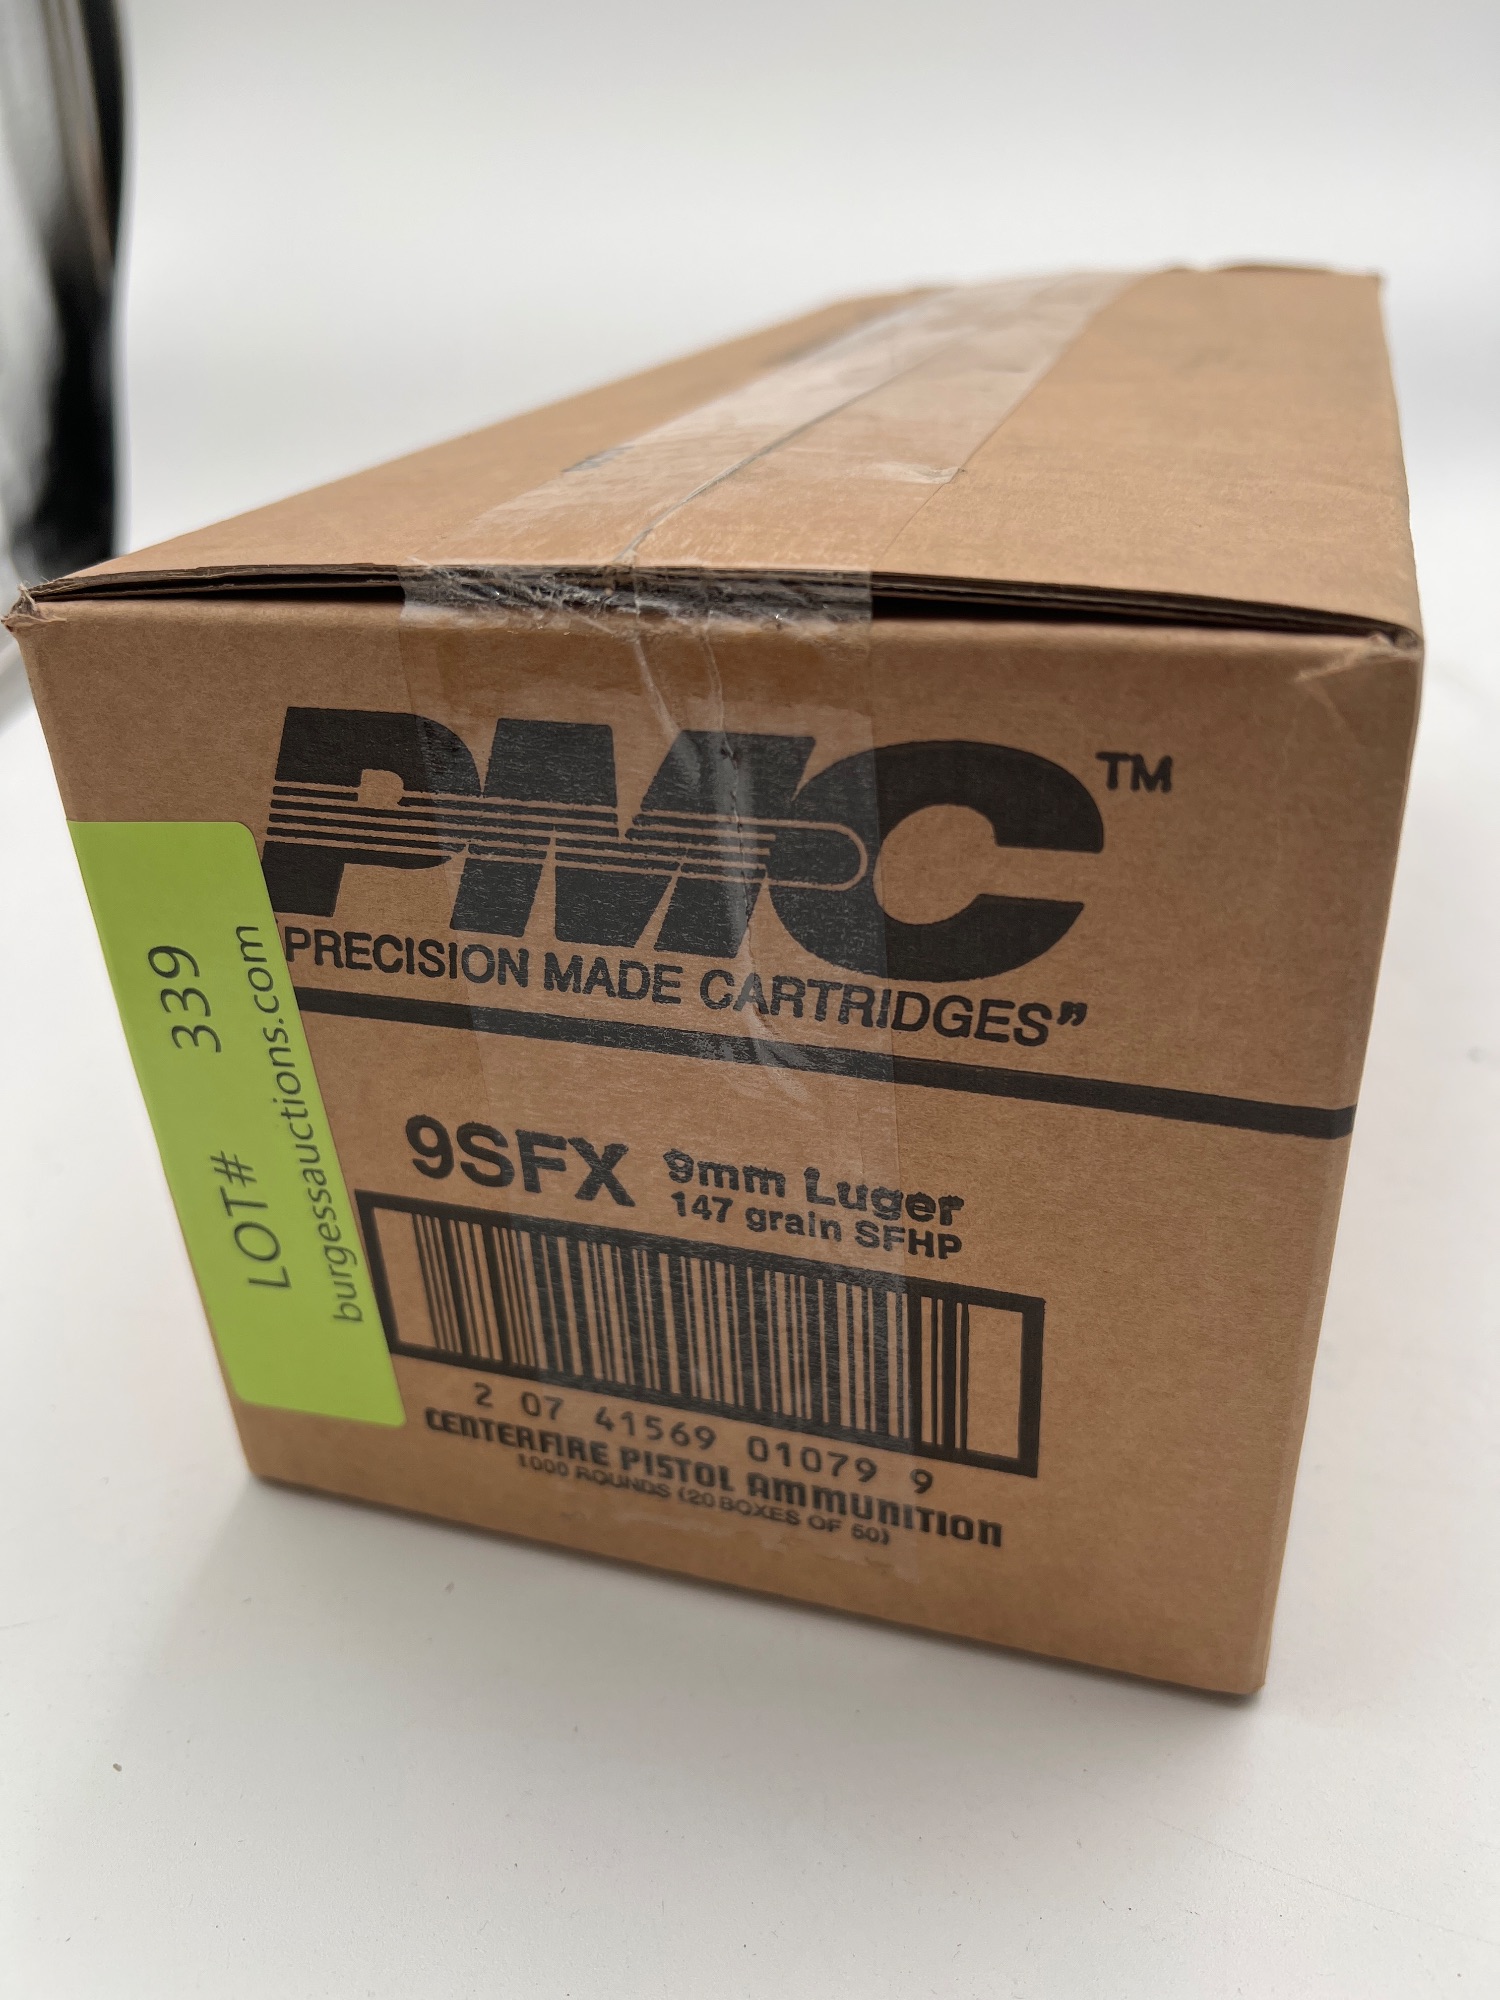 PMC™
PRECISION MADE CARTRIDGES”
9SFX 9mm Luger
147 grain SFHP
2 07 41569 01079 9
CENTERFIRE PISTOL AMMUNITION
1000 ROUNDS (20 BOXES OF 50)
LOT# 339
burgessauctions.com